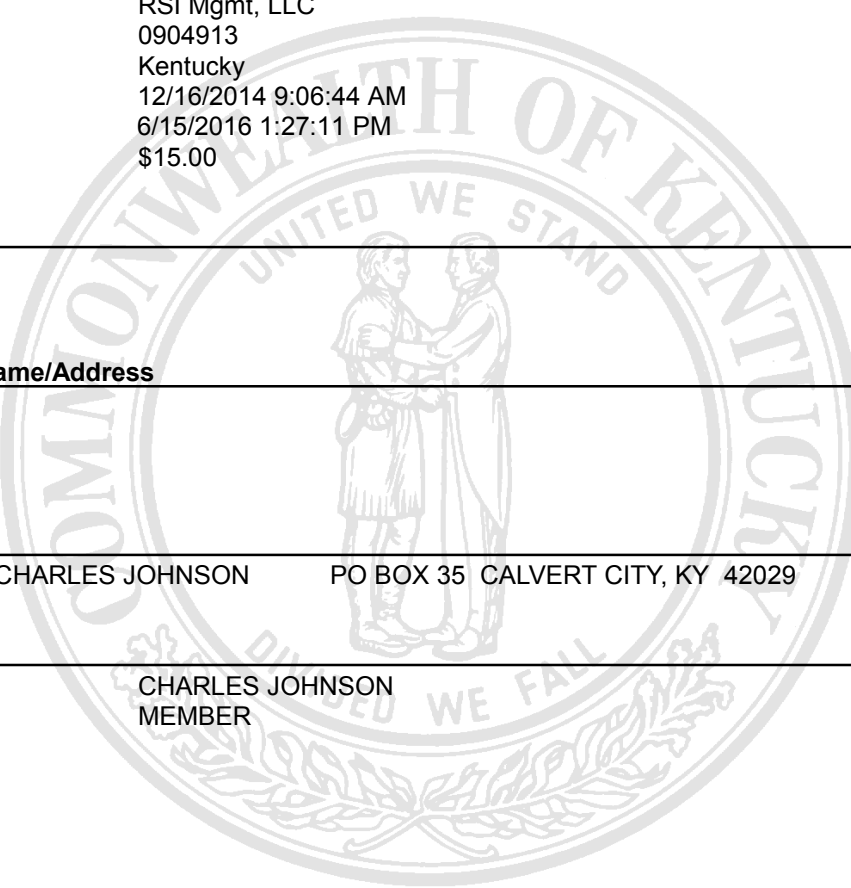 RSI Mgmt, LLC
0904913
Kentucky
12/16/2014 9:06:44 AM
6/15/2016 1:27:11 PM
$15.00
ame/Address
CHARLES JOHNSON PO BOX 35 CALVERT CITY, KY 42029
CHARLES JOHNSON
MEMBER
COMMONWEALTH OF KENTUCKY
UNITED WE STAND
DIVIDED WE FALL